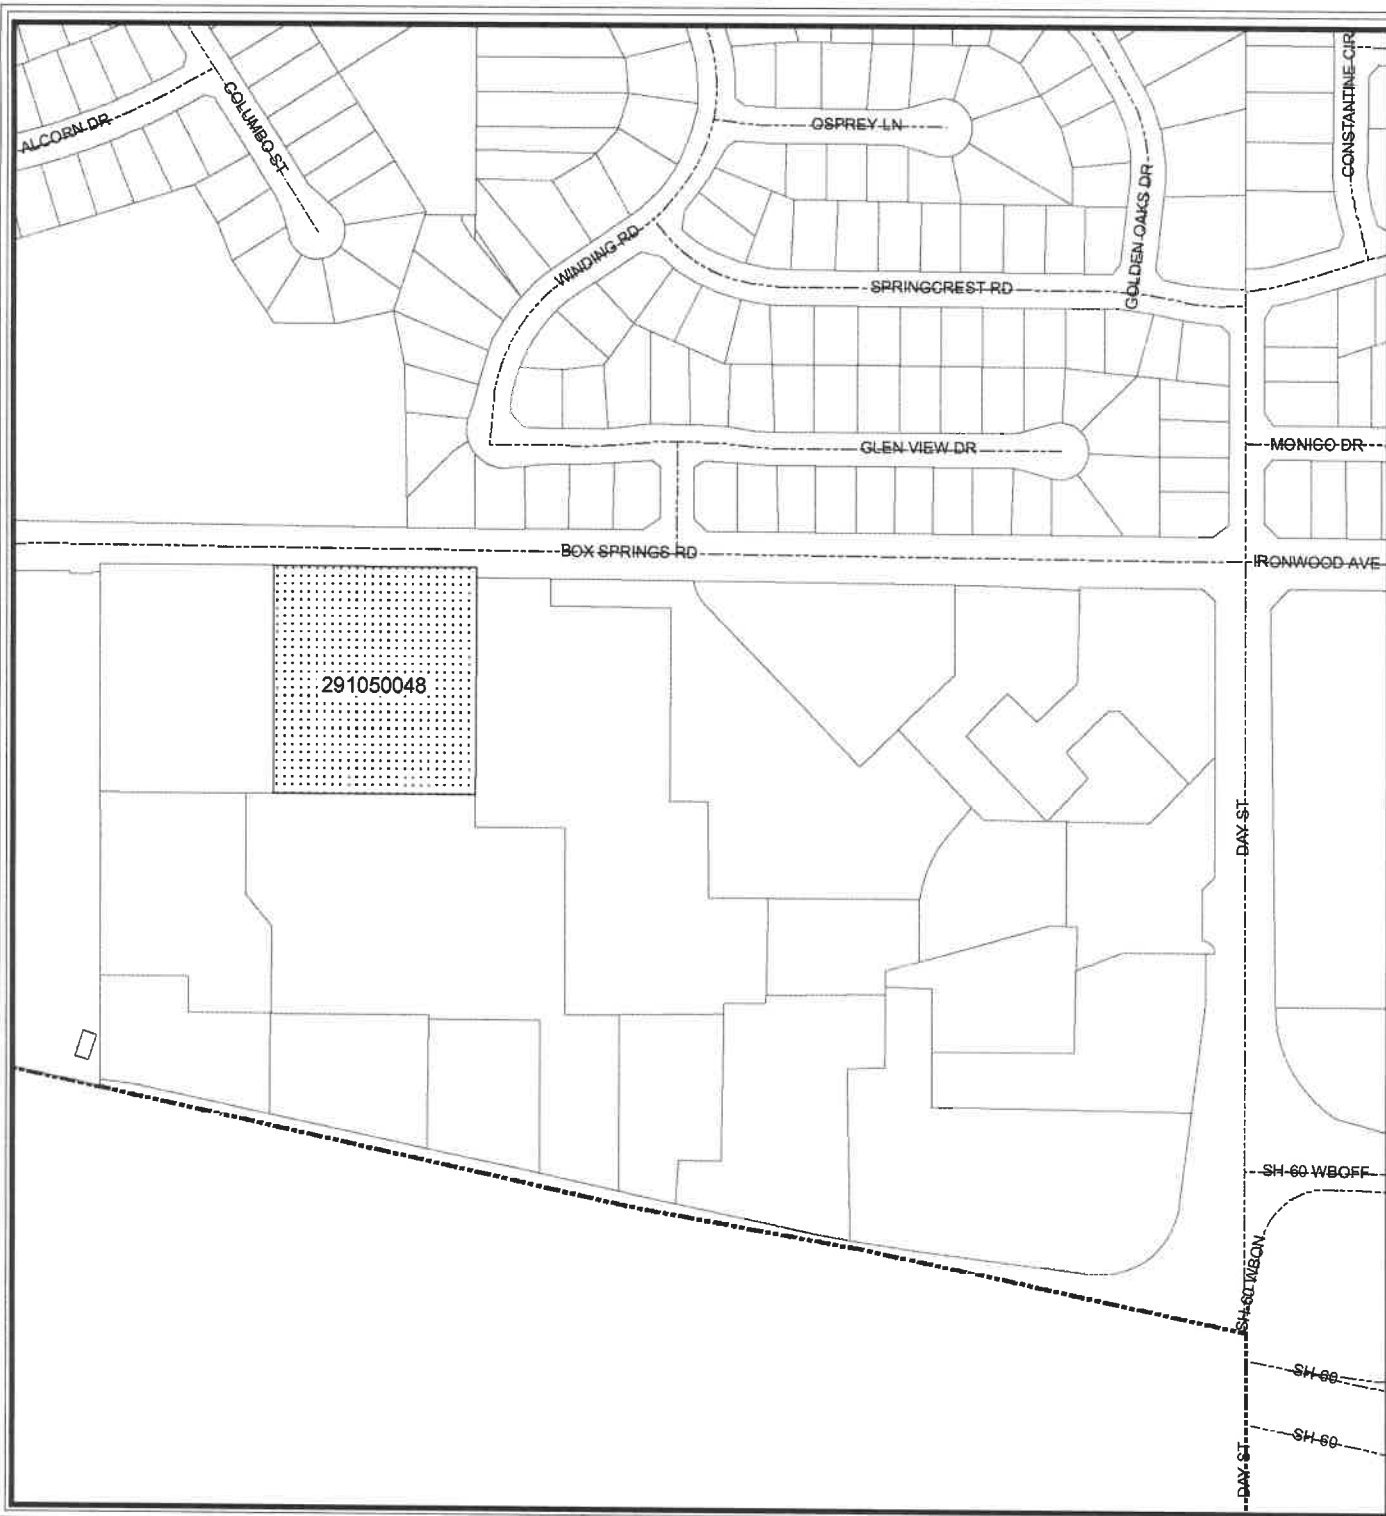 CONSTANTINE CIR
COLUMBO ST
ALCORN DR
OSPREY LN
GOLDEN OAKS DR
WINDING RD
SPRINGCREST RD
GLEN VIEW DR
MONICO DR
BOX SPRINGS RD
IRONWOOD AVE
291050048
DAY ST
SH-60 WBOFF
SH-60 WBON
SH-60
SH-60
DAY ST